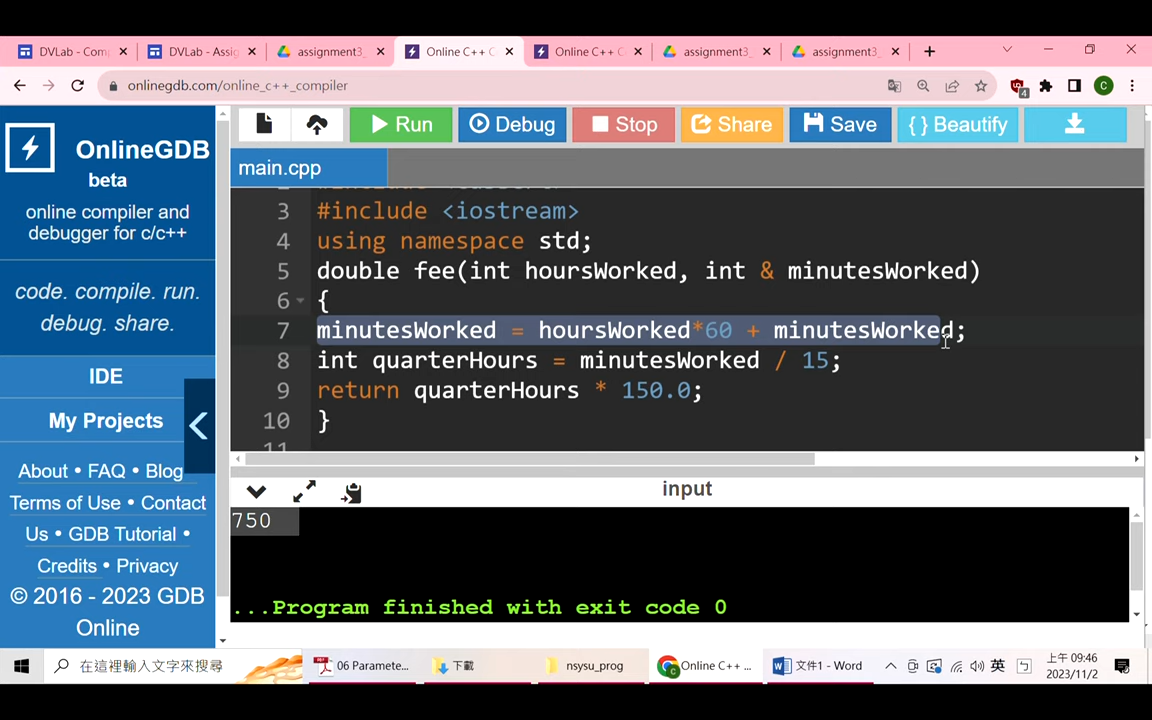 DVLab - Com
DVLab - Assig
assignment3_
Online C++ C
Online C++ C
assignment3_
assignment3_
onlinegdb.com/online_c++_compiler
4
C
OnlineGDB
beta
online compiler and
debugger for c/c++
code. compile. run.
debug. share.
IDE
My Projects
About • FAQ • Blog
Terms of Use • Contact
Us • GDB Tutorial •
Credits • Privacy
© 2016 - 2023 GDB
Online
Run
Debug
Stop
Share
Save
{ } Beautify
main.cpp
3 #include <iostream>
4 using namespace std;
5 double fee(int hoursWorked, int & minutesWorked)
6 {
7 minutesWorked = hoursWorked*60 + minutesWorked;
8 int quarterHours = minutesWorked / 15;
9 return quarterHours * 150.0;
10 }
11
input
750
...Program finished with exit code 0
在這裡輸入文字來搜尋
06 Paramete...
下載
nsysu_prog
Online C++ ...
文件1 - Word
英
上午 09:46
2023/11/2